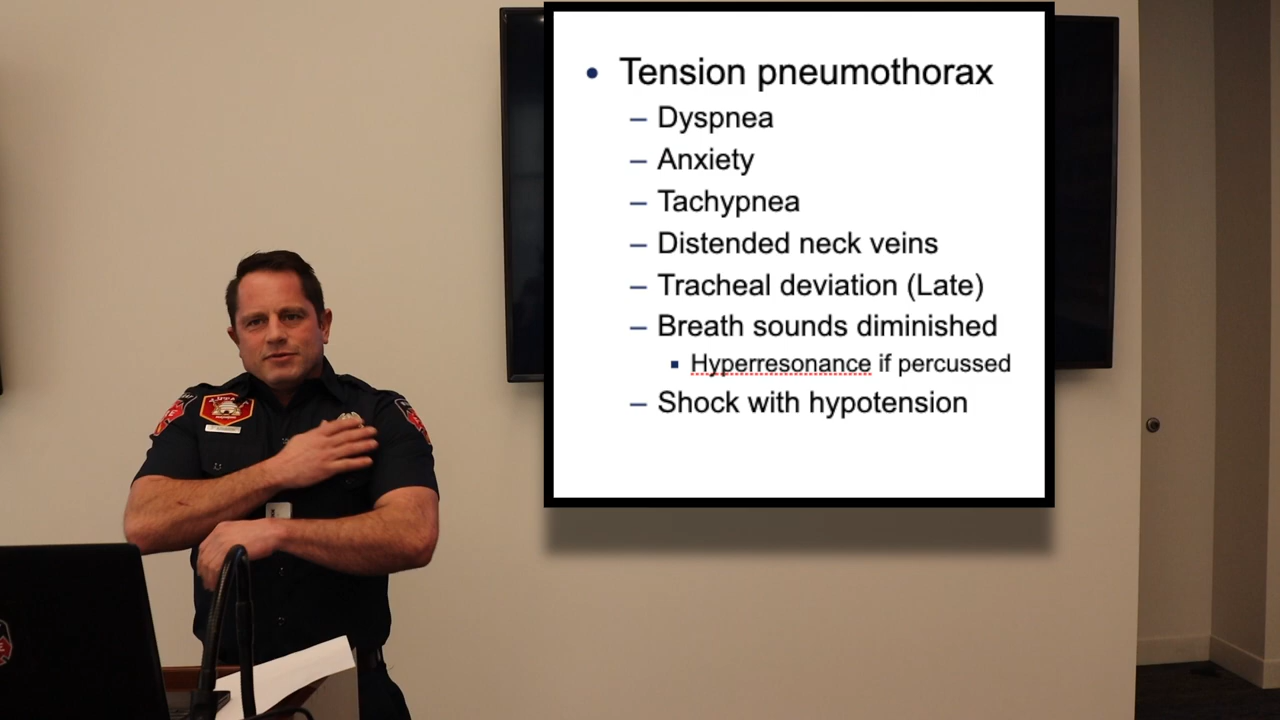 • Tension pneumothorax
– Dyspnea
– Anxiety
– Tachypnea
– Distended neck veins
– Tracheal deviation (Late)
– Breath sounds diminished
▪ Hyperresonance if percussed
– Shock with hypotension